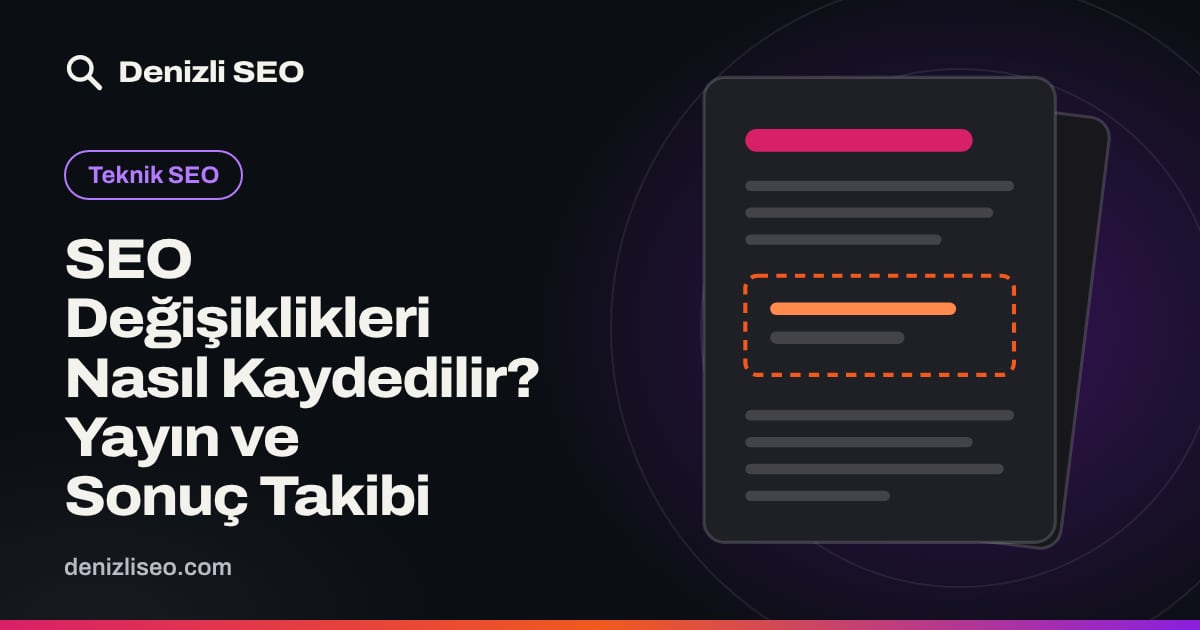 Denizli SEO
Teknik SEO
SEO
Değişiklikleri
Nasıl Kaydedilir?
Yayın ve
Sonuç Takibi
denizliseo.com